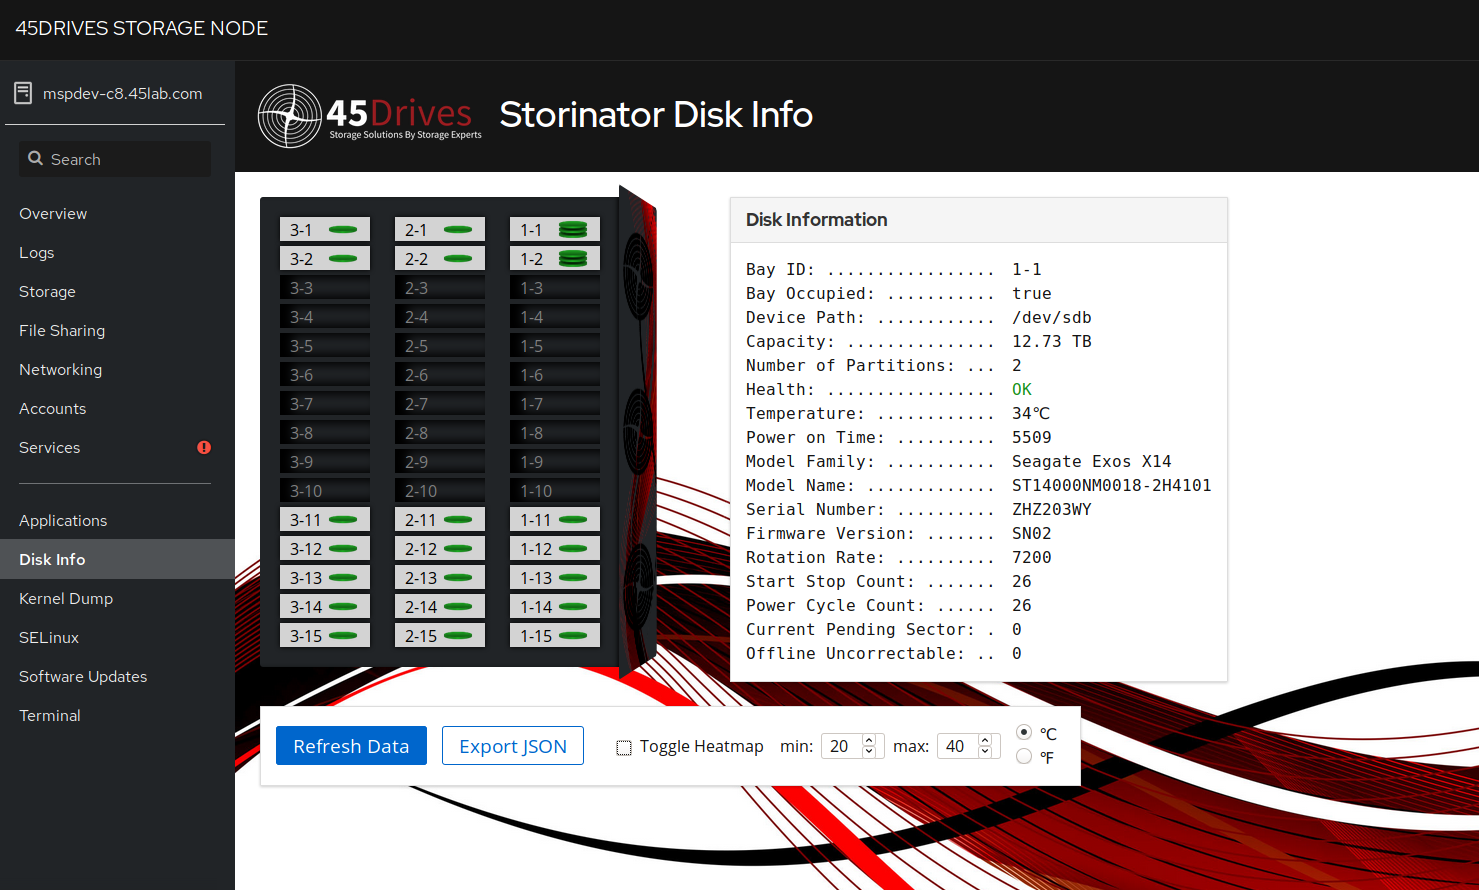 45DRIVES STORAGE NODE
mspdev-c8.45lab.com
Search
Overview
Logs
Storage
File Sharing
Networking
Accounts
Services
Applications
Disk Info
Kernel Dump
SELinux
Software Updates
Terminal
45Drives
Storage Solutions By Storage Experts
Storinator Disk Info
3-1 2-1 1-1
3-2 2-2 1-2
3-3 2-3 1-3
3-4 2-4 1-4
3-5 2-5 1-5
3-6 2-6 1-6
3-7 2-7 1-7
3-8 2-8 1-8
3-9 2-9 1-9
3-10 2-10 1-10
3-11 2-11 1-11
3-12 2-12 1-12
3-13 2-13 1-13
3-14 2-14 1-14
3-15 2-15 1-15
Disk Information
Bay ID: ................. 1-1
Bay Occupied: ........... true
Device Path: ............ /dev/sdb
Capacity: ............... 12.73 TB
Number of Partitions: ... 2
Health: ................. OK
Temperature: ............ 34℃
Power on Time: .......... 5509
Model Family: ........... Seagate Exos X14
Model Name: ............. ST14000NM0018-2H4101
Serial Number: .......... ZHZ203WY
Firmware Version: ....... SN02
Rotation Rate: .......... 7200
Start Stop Count: ....... 26
Power Cycle Count: ...... 26
Current Pending Sector: . 0
Offline Uncorrectable: .. 0
Refresh Data Export JSON Toggle Heatmap min: 20 max: 40 ℃
℉